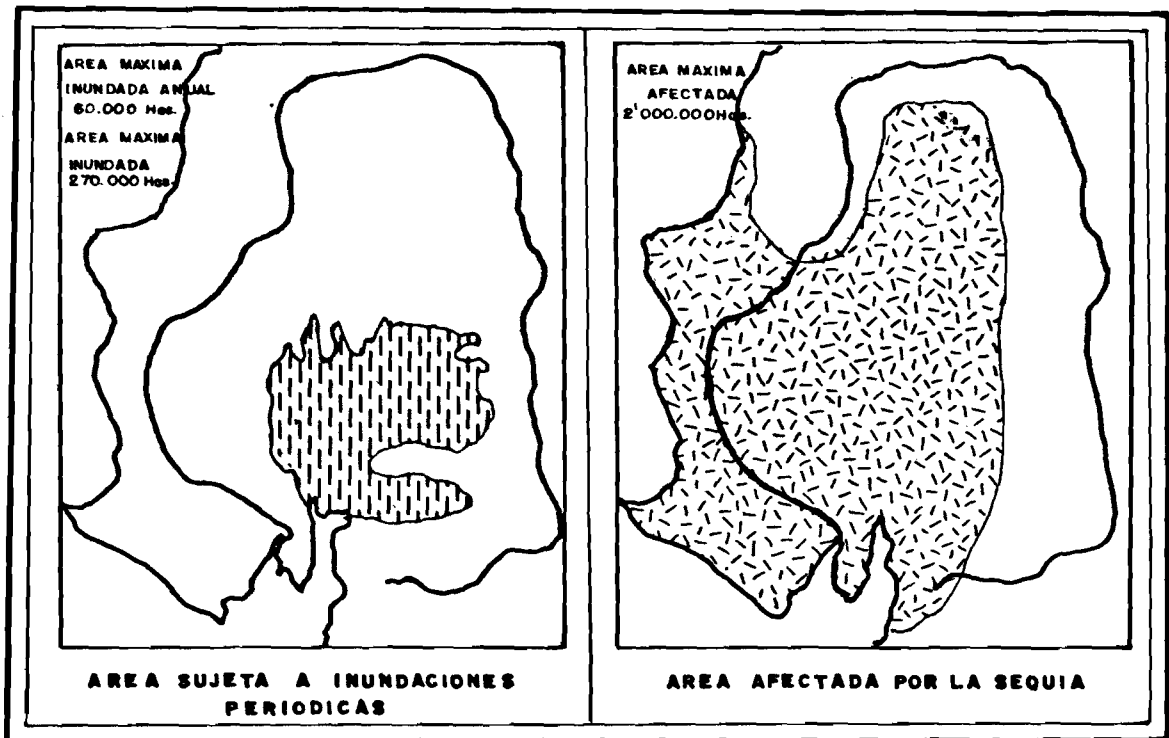 AREA MAXIMA
INUNDADA ANUAL
60.000 Has.
AREA MAXIMA
INUNDADA
270.000 Has.
AREA SUJETA A INUNDACIONES
PERIODICAS
AREA MAXIMA
AFECTADA
2'000.000Has.
AREA AFECTADA POR LA SEQUIA